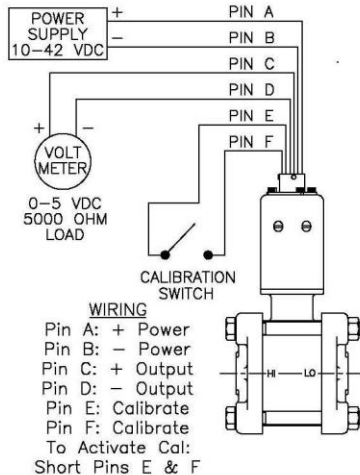 POWER
SUPPLY
10-42 VDC
+
-
PIN A
PIN B
PIN C
PIN D
PIN E
PIN F
+
-
VOLT
METER
0-5 VDC
5000 OHM
LOAD
CALIBRATION
SWITCH
WIRING
Pin A: + Power
Pin B: - Power
Pin C: + Output
Pin D: - Output
Pin E: Calibrate
Pin F: Calibrate
To Activate Cal:
Short Pins E & F
HI
LO